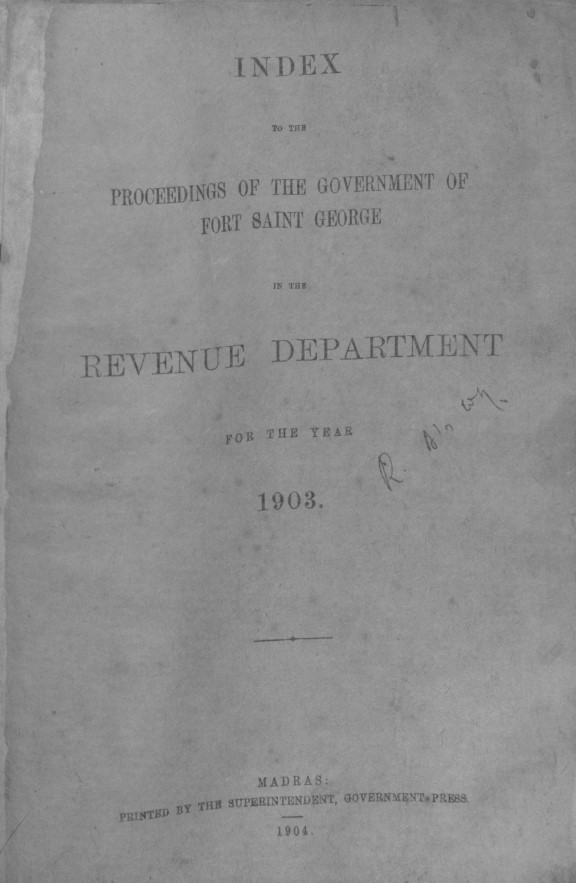 INDEX
TO THE
PROCEEDINGS OF THE GOVERNMENT OF
FORT SAINT GEORGE
IN THE
REVENUE DEPARTMENT
FOR THE YEAR
1903.
R.
MADRAS:
PRINTED BY THE SUPERINTENDENT, GOVERNMENT PRESS.
1904.